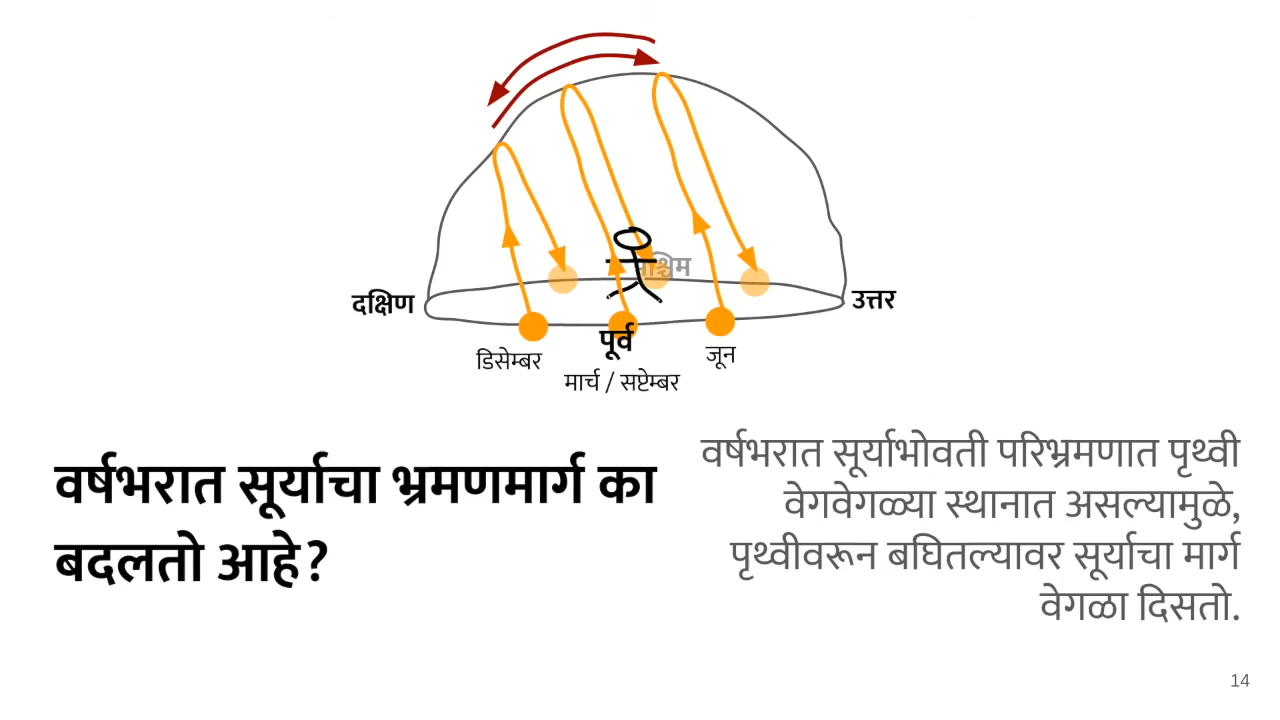 पश्चिम
दक्षिण
उत्तर
पूर्व
डिसेम्बर
जून
मार्च / सप्टेम्बर
वर्षभरात सूर्याचा भ्रमणमार्ग का
बदलतो आहे?
वर्षभरात सूर्याभोवती परिभ्रमणात पृथ्वी
वेगवेगळ्या स्थानात असल्यामुळे,
पृथ्वीवरून बघितल्यावर सूर्याचा मार्ग
वेगळा दिसतो.
14